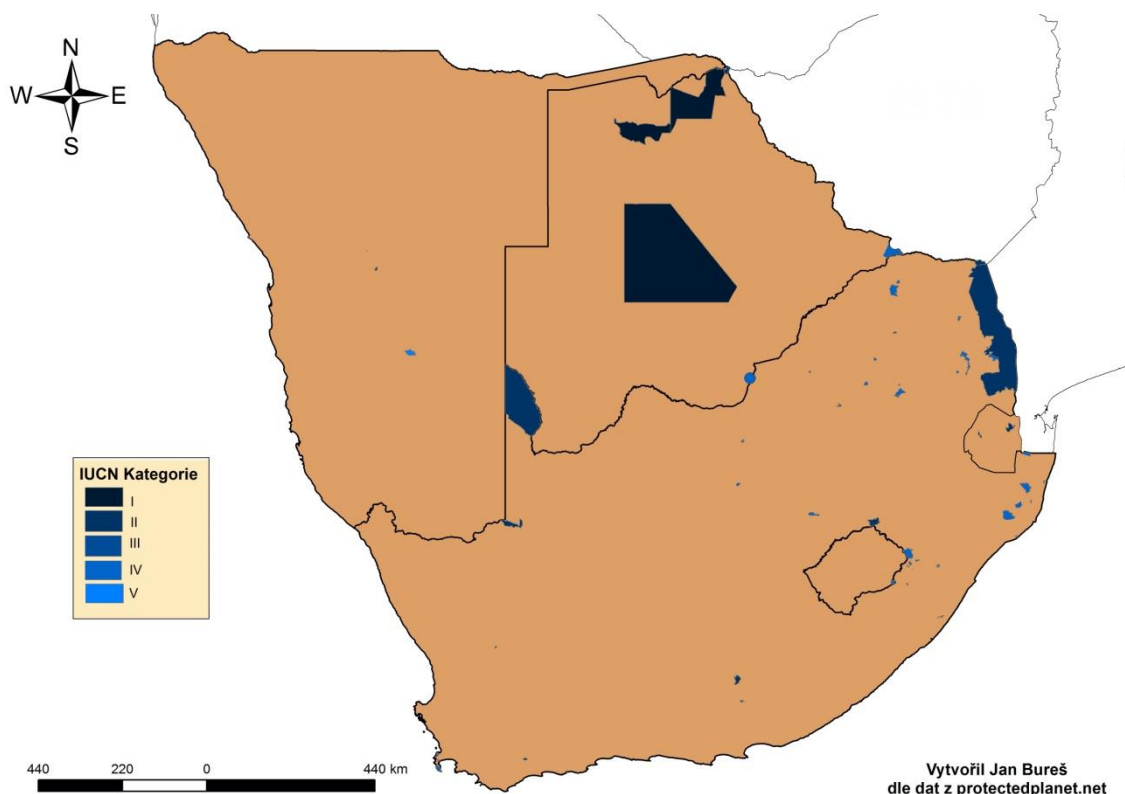 N
W E
S
IUCN Kategorie
I
II
III
IV
V
440 220 0 440 km
Vytvořil Jan Bureš
dle dat z protectedplanet.net